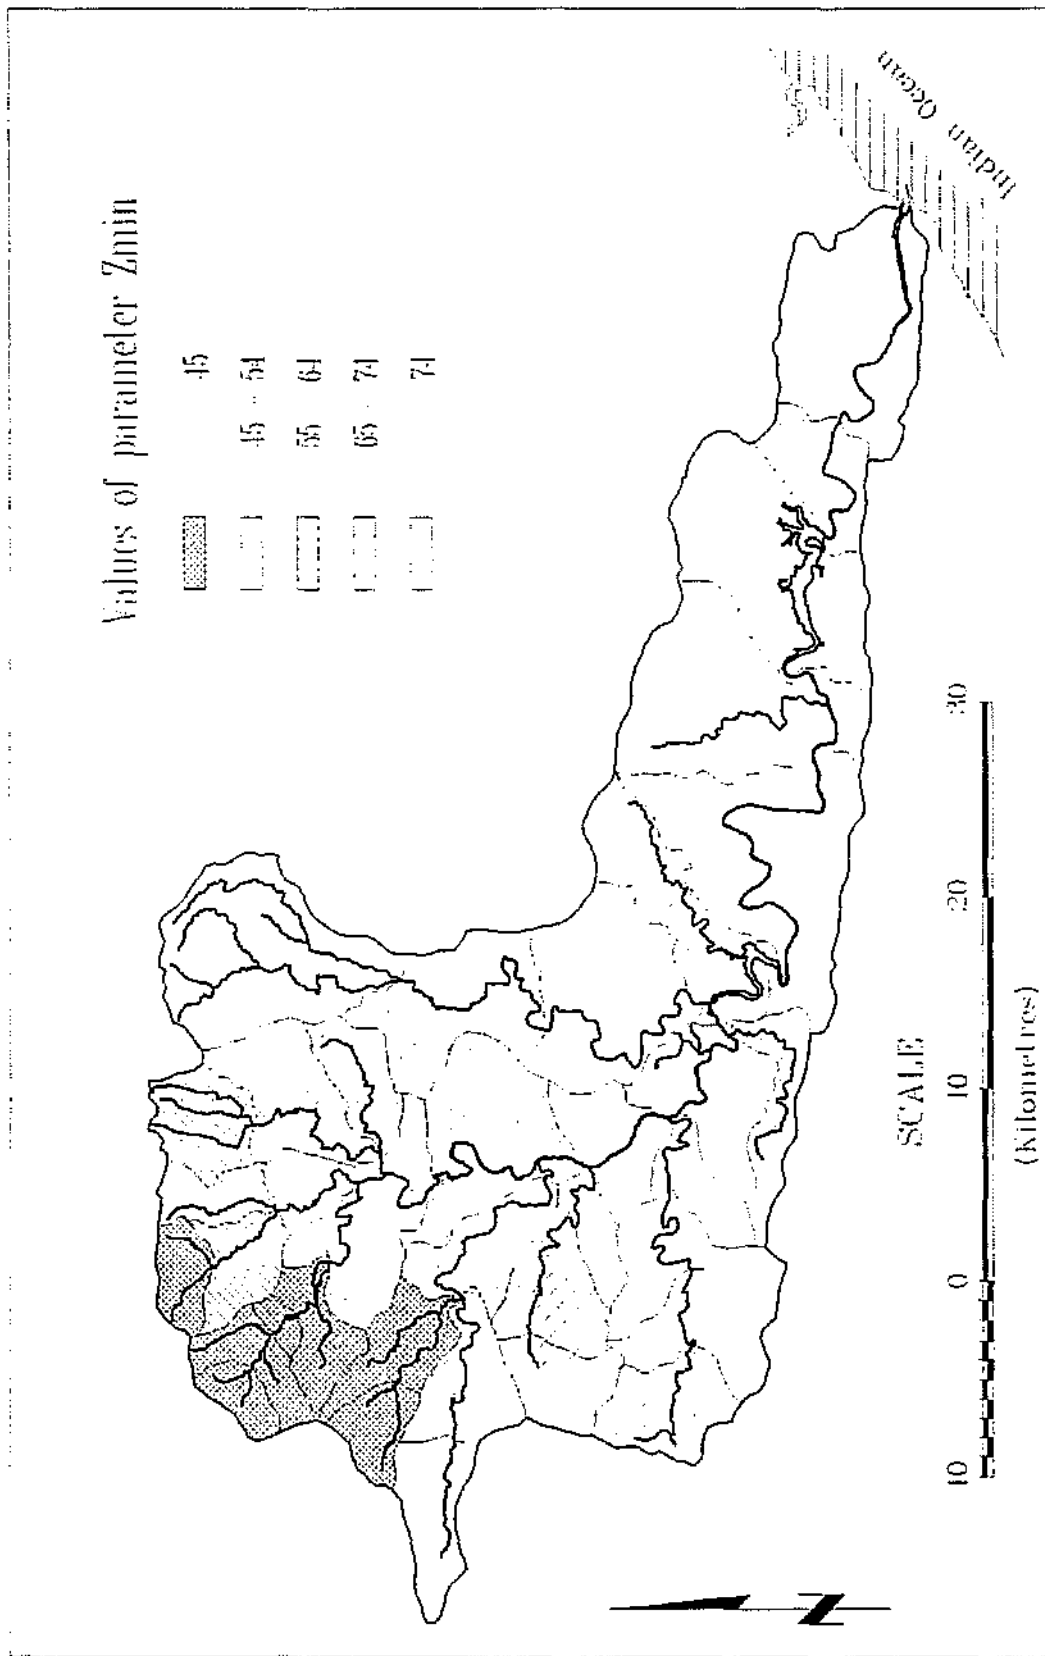 Values of parameter Zmin
45
45 - 54
55 64
65 - 74
74
Indian Ocean
N
SCALE
10 0 10 20 30
(Kilometres)